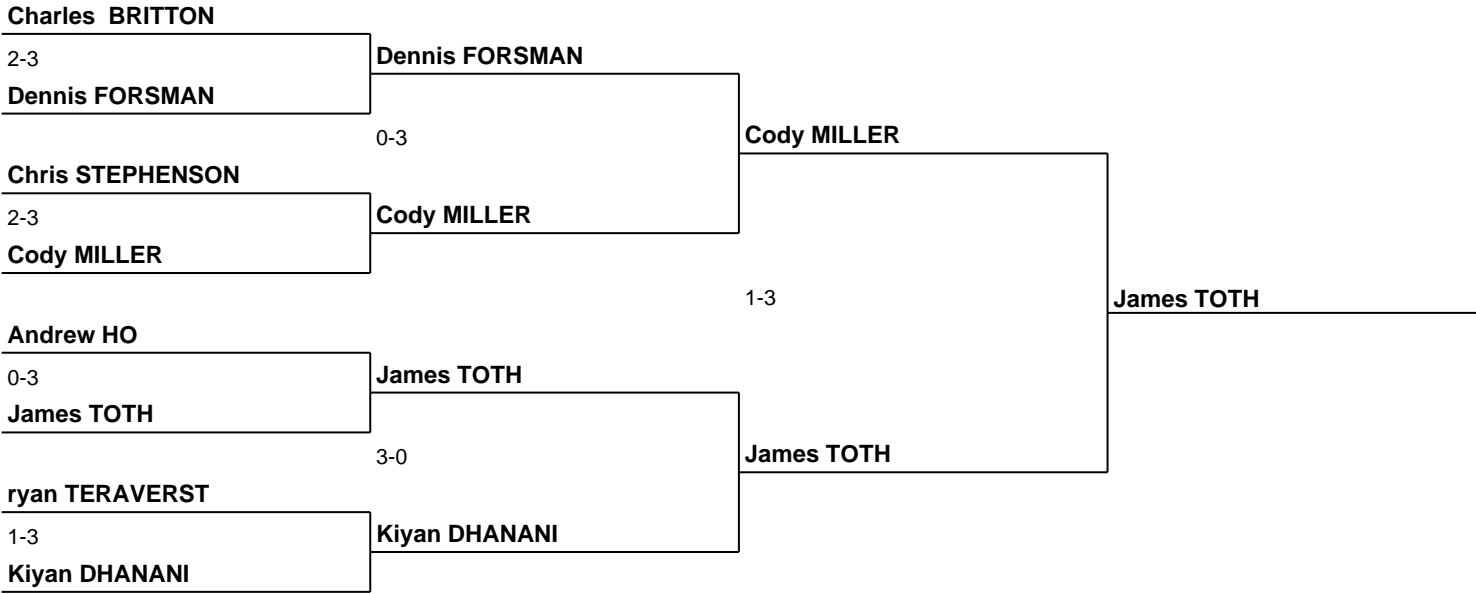 Charles  BRITTON
2-3
Dennis FORSMAN
Dennis FORSMAN
0-3
Cody MILLER
Chris STEPHENSON
2-3
Cody MILLER
Cody MILLER
1-3
James TOTH
Andrew HO
0-3
James TOTH
James TOTH
3-0
James TOTH
ryan TERAVERST
1-3
Kiyan DHANANI
Kiyan DHANANI